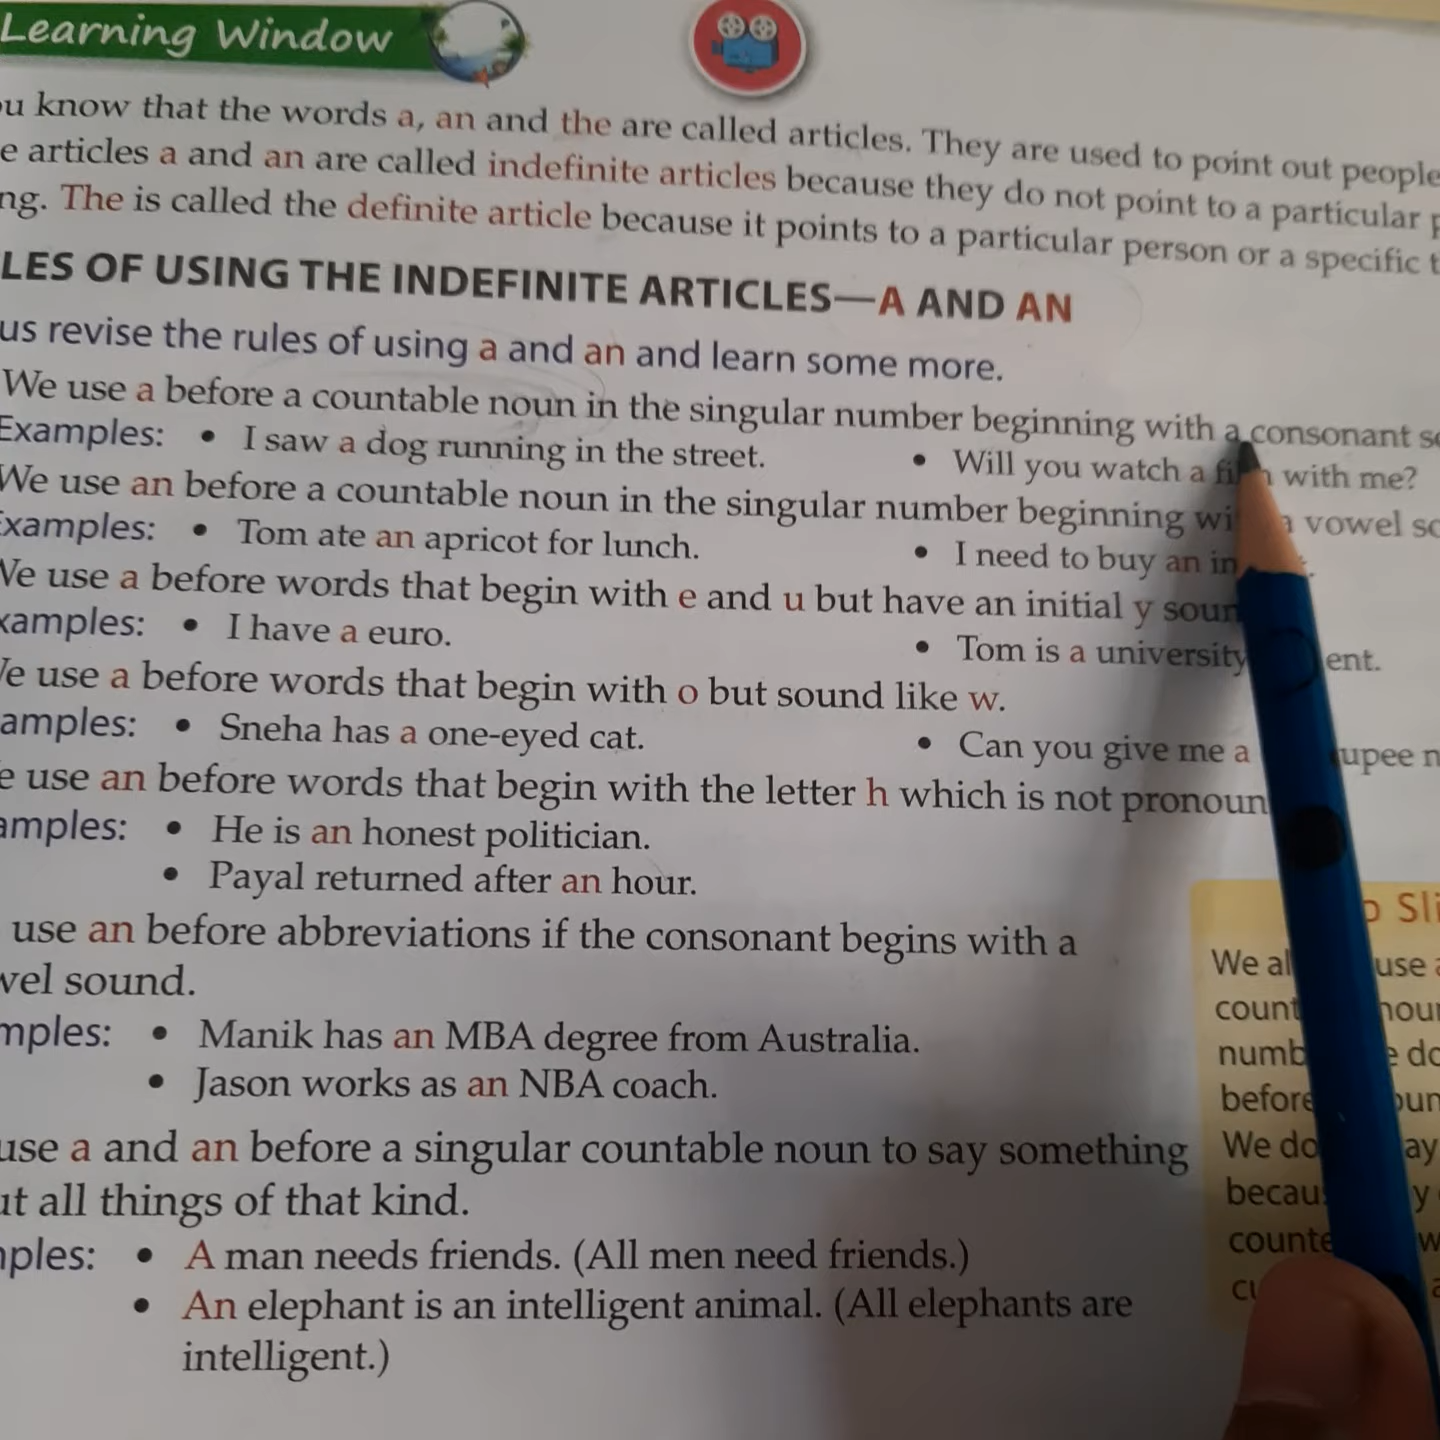 Learning Window
ou know that the words a, an and the are called articles. They are used to point out people
e articles a and an are called indefinite articles because they do not point to a particular p
ng. The is called the definite article because it points to a particular person or a specific t
LES OF USING THE INDEFINITE ARTICLES—A AND AN
us revise the rules of using a and an and learn some more.
We use a before a countable noun in the singular number beginning with a consonant so
Examples: • I saw a dog running in the street. • Will you watch a fil with me?
We use an before a countable noun in the singular number beginning wi a vowel so
Examples: • Tom ate an apricot for lunch. • I need to buy an in
We use a before words that begin with e and u but have an initial y soun
xamples: • I have a euro. • Tom is a university ent.
We use a before words that begin with o but sound like w.
amples: • Sneha has a one-eyed cat. • Can you give me a upee n
e use an before words that begin with the letter h which is not pronoun
amples: • He is an honest politician.
• Payal returned after an hour.
use an before abbreviations if the consonant begins with a
wel sound.
mples: • Manik has an MBA degree from Australia.
• Jason works as an NBA coach.
use a and an before a singular countable noun to say something
ut all things of that kind.
ples: • A man needs friends. (All men need friends.)
• An elephant is an intelligent animal. (All elephants are
intelligent.)
Sli
We al use a
count nour
numb e do
before oun
We do ay
becau y
counte w
cu